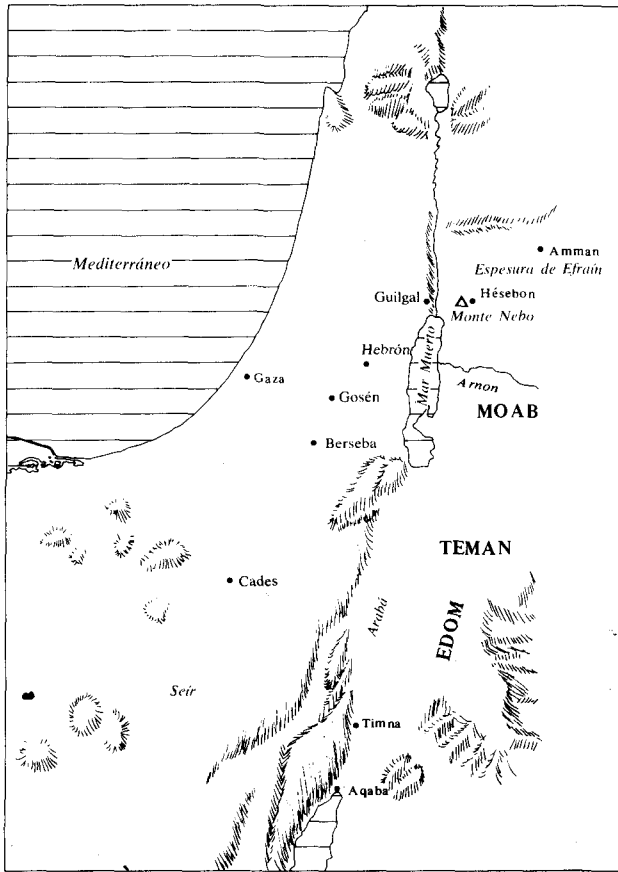 Amman
Mediterráneo
Espesura de Efraín
Guilgal
Hésebon
Monte Nebo
Mar Muerto
Hebrón
Gaza
Arnon
Gosén
MOAB
Berseba
TEMAN
Cades
Arabá
EDOM
Seír
Timna
Aqaba